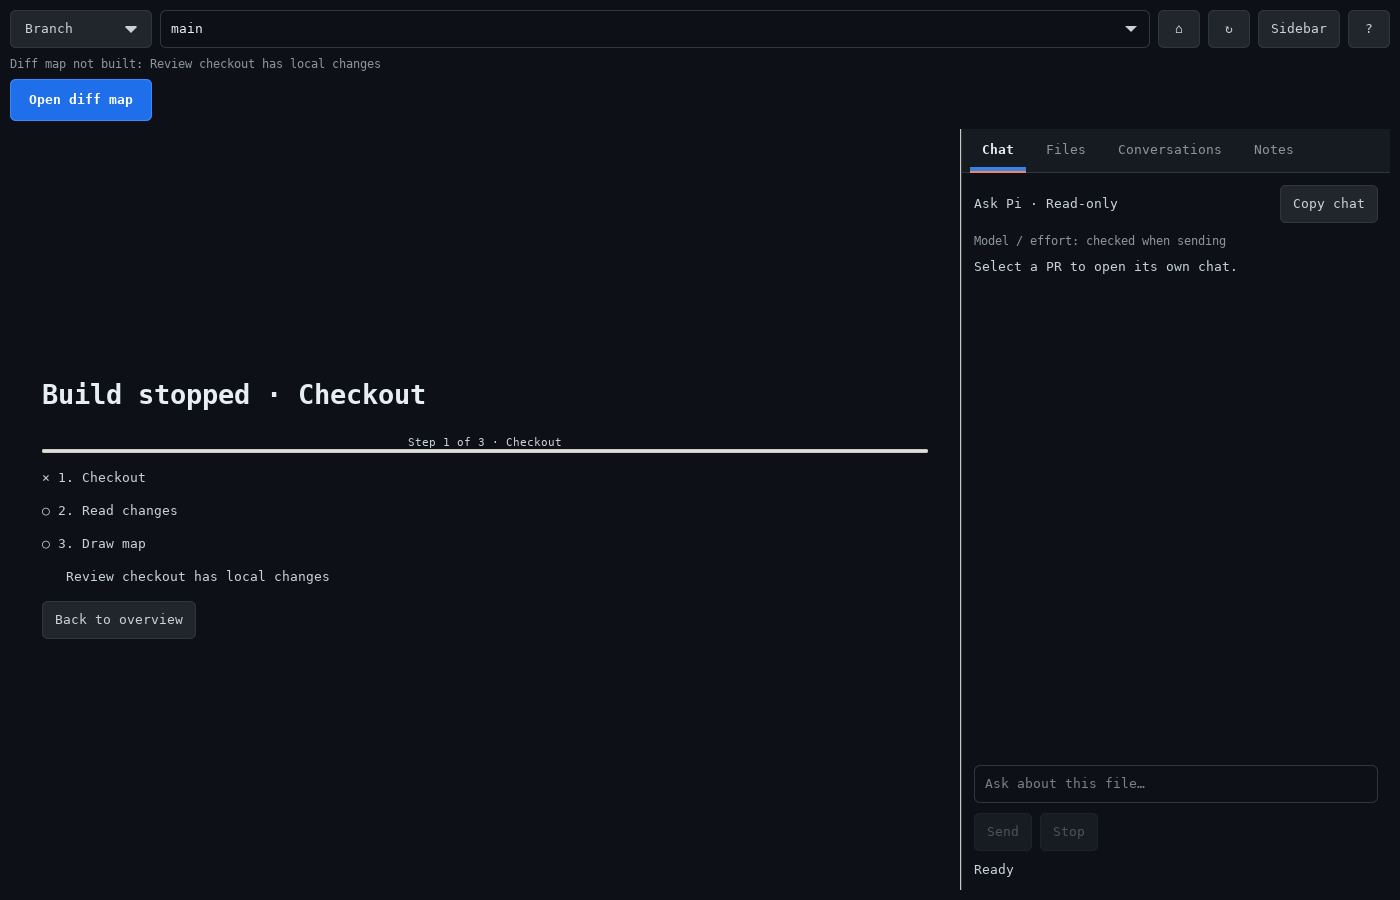 Branch main ⌂ ↻ Sidebar ?
Diff map not built: Review checkout has local changes
Open diff map
Chat Files Conversations Notes
Ask Pi · Read-only Copy chat
Model / effort: checked when sending
Select a PR to open its own chat.
Build stopped · Checkout
Step 1 of 3 · Checkout
× 1. Checkout
○ 2. Read changes
○ 3. Draw map
Review checkout has local changes
Back to overview
Ask about this file…
Send Stop
Ready